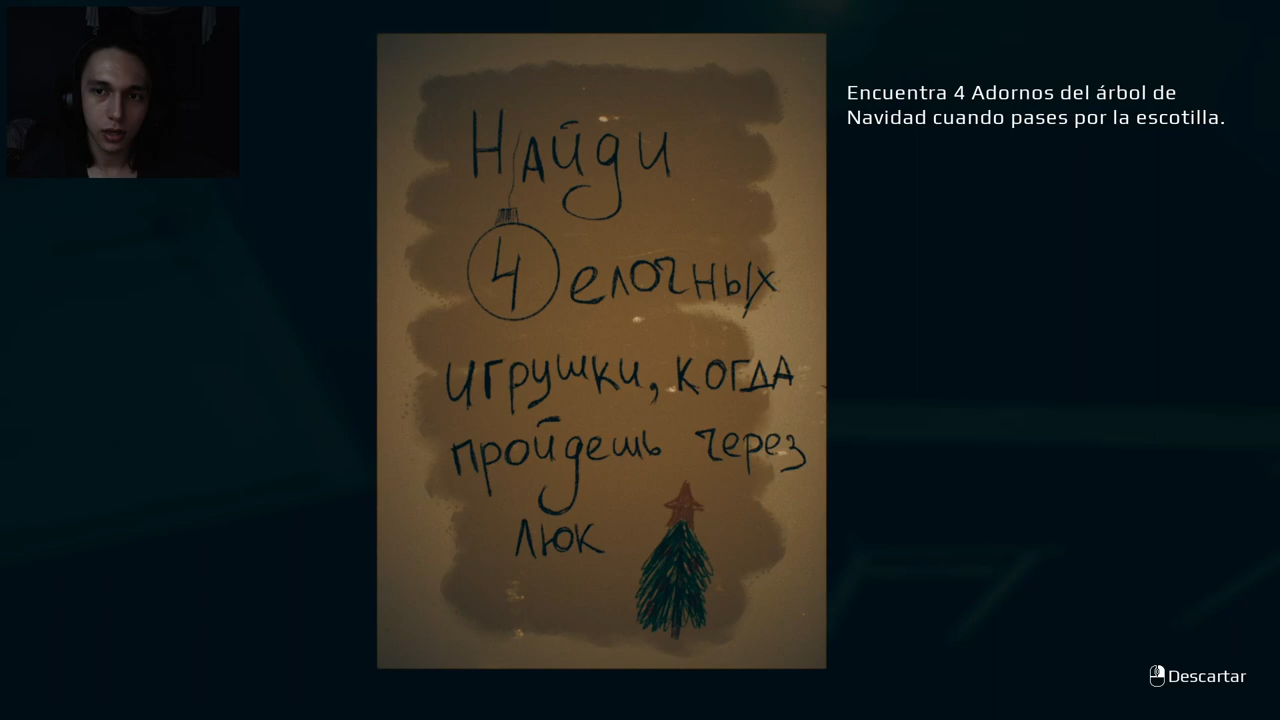 Найди
4 елочных
игрушки, когда
пройдешь через
люк
Encuentra 4 Adornos del árbol de
Navidad cuando pases por la escotilla.
Descartar